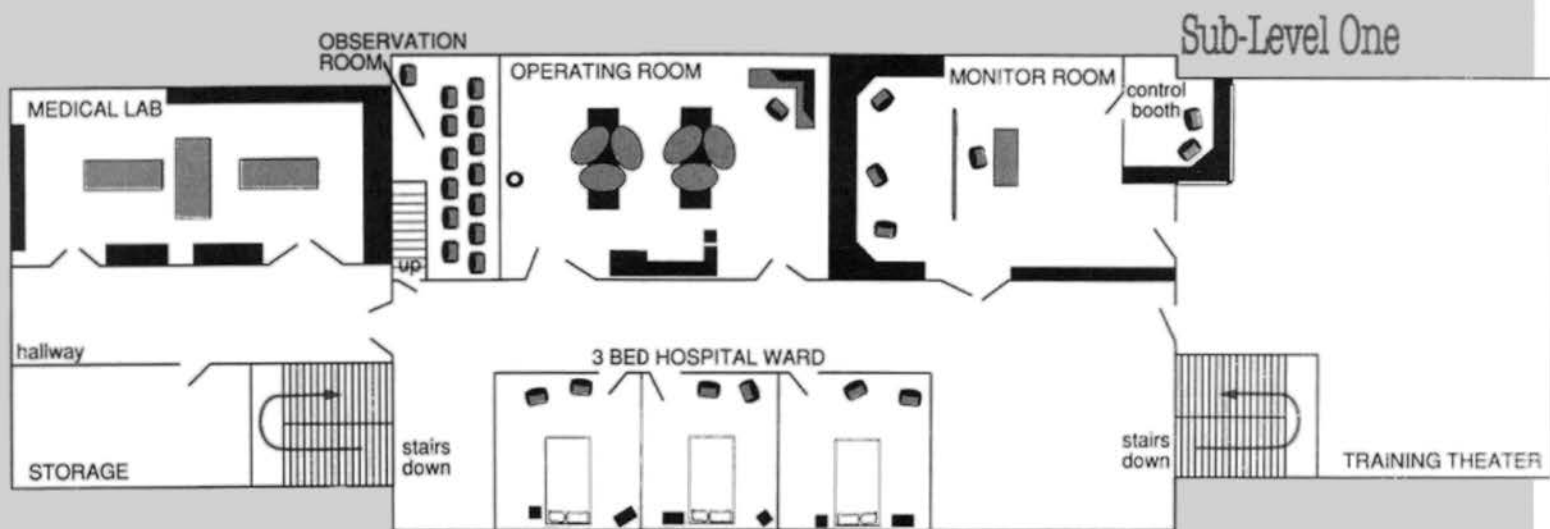 Sub-Level One
OBSERVATION
ROOM
OPERATING ROOM
MONITOR ROOM
control
booth
MEDICAL LAB
up
hallway
3 BED HOSPITAL WARD
stairs
down
stairs
down
STORAGE
TRAINING THEATER